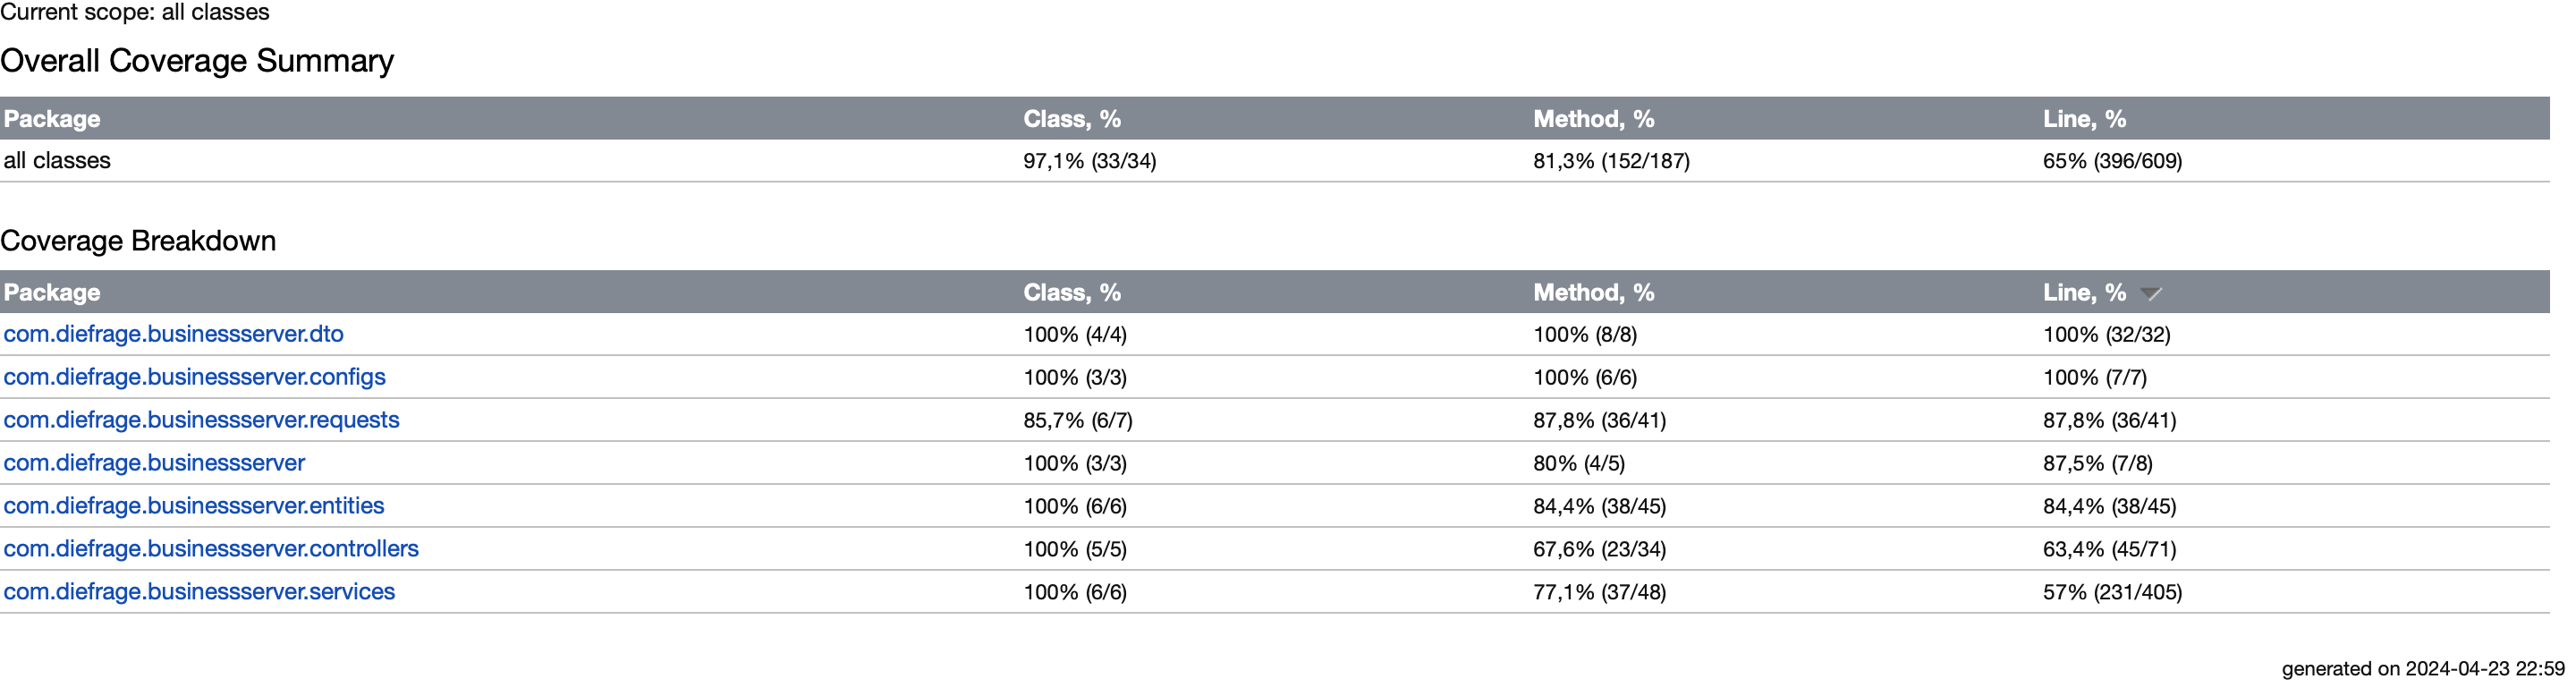 Current scope: all classes
Overall Coverage Summary
Package Class, % Method, % Line, %
all classes 97,1% (33/34) 81,3% (152/187) 65% (396/609)
Coverage Breakdown
Package Class, % Method, % Line, %
com.diefrage.businessserver.dto 100% (4/4) 100% (8/8) 100% (32/32)
com.diefrage.businessserver.configs 100% (3/3) 100% (6/6) 100% (7/7)
com.diefrage.businessserver.requests 85,7% (6/7) 87,8% (36/41) 87,8% (36/41)
com.diefrage.businessserver 100% (3/3) 80% (4/5) 87,5% (7/8)
com.diefrage.businessserver.entities 100% (6/6) 84,4% (38/45) 84,4% (38/45)
com.diefrage.businessserver.controllers 100% (5/5) 67,6% (23/34) 63,4% (45/71)
com.diefrage.businessserver.services 100% (6/6) 77,1% (37/48) 57% (231/405)
generated on 2024-04-23 22:59